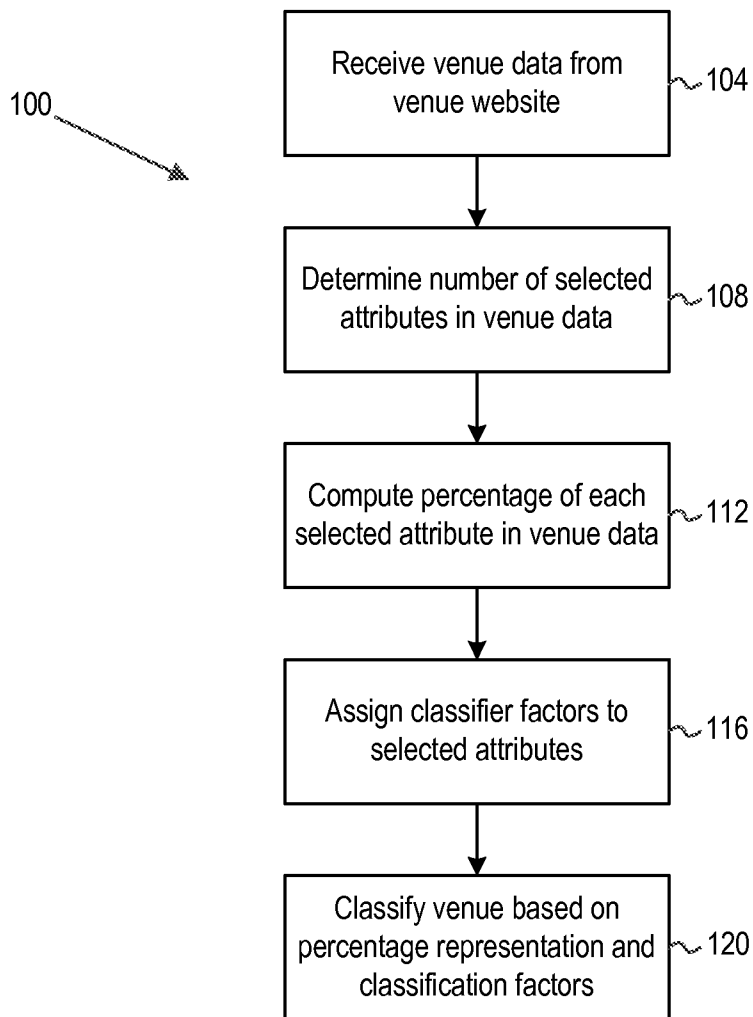 100
Receive venue data from
venue website
104
Determine number of selected
attributes in venue data
108
Compute percentage of each
selected attribute in venue data
112
Assign classifier factors to
selected attributes
116
Classify venue based on
percentage representation and
classification factors
120